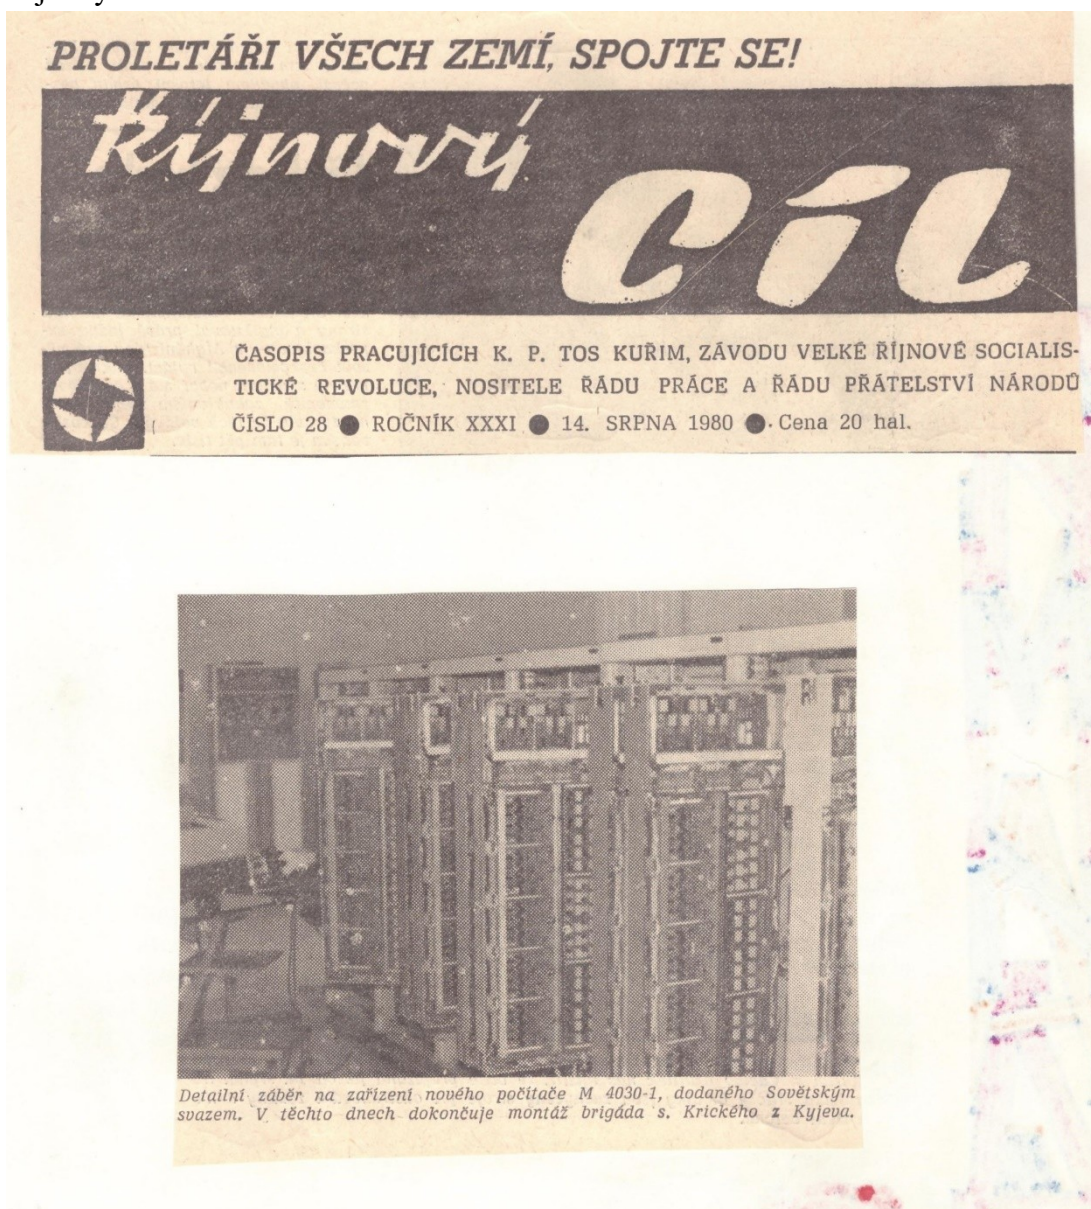 PROLETÁŘI VŠECH ZEMÍ, SPOJTE SE!
Říjnový
cíl
ČASOPIS PRACUJÍCÍCH K. P. TOS KUŘIM, ZÁVODU VELKÉ ŘÍJNOVÉ SOCIALIS-
TICKÉ REVOLUCE, NOSITELE ŘÁDU PRÁCE A ŘÁDU PŘÁTELSTVÍ NÁRODŮ
ČÍSLO 28 ● ROČNÍK XXXI ● 14. SRPNA 1980 ● Cena 20 hal.
Detailní záběr na zařízení nového počítače M 4030-1, dodaného Sovětským
svazem. V těchto dnech dokončuje montáž brigáda s. Krického z Kyjeva.